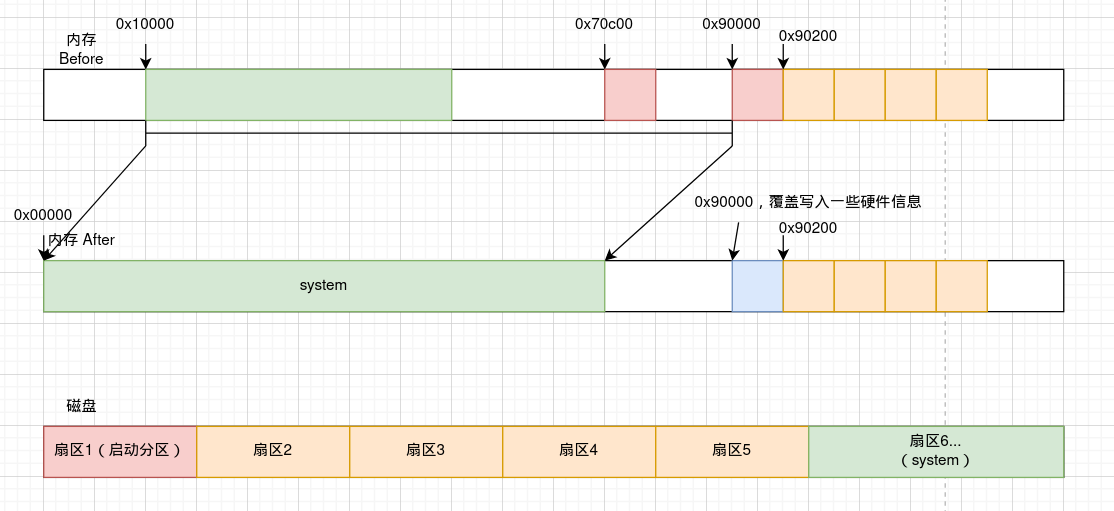 0x10000
0x70c00
0x90000
0x90200
内存
Before
0x90000，覆盖写入一些硬件信息
0x00000
0x90200
内存 After
system
磁盘
扇区1（启动分区）
扇区2
扇区3
扇区4
扇区5
扇区6...
（system）